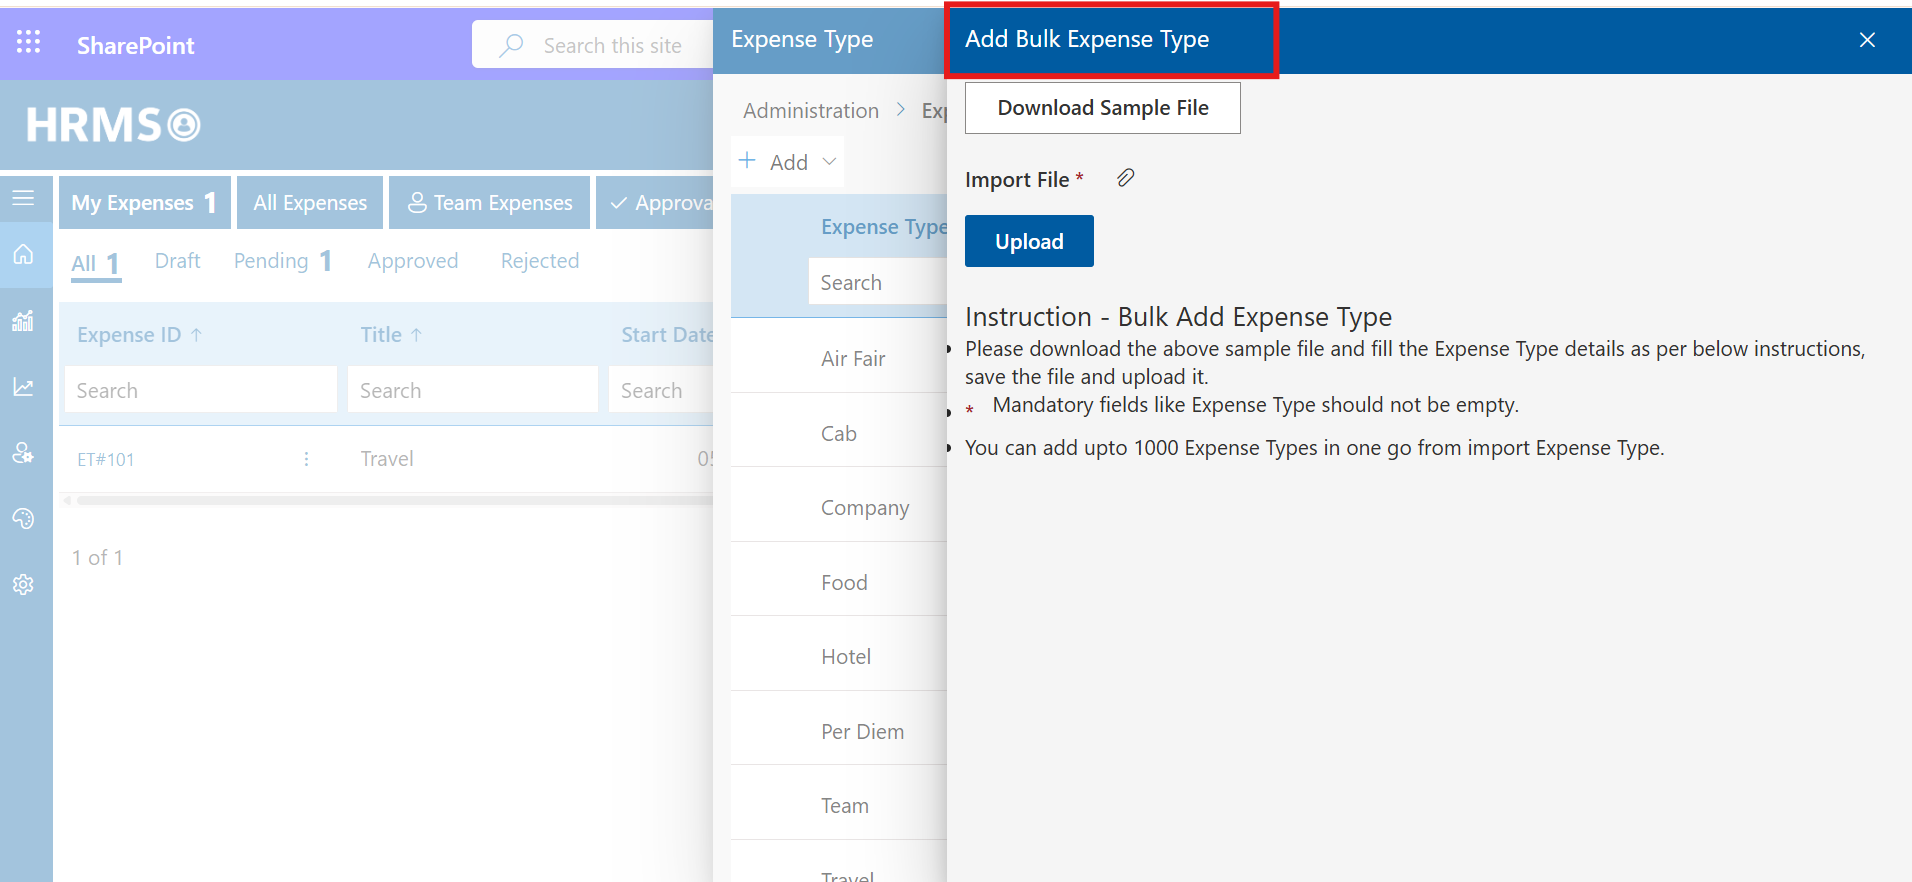 SharePoint
Search this site
HRMS
My Expenses 1
All Expenses
Team Expenses
Approva
All 1
Draft
Pending 1
Approved
Rejected
Expense ID ↑
Title ↑
Start Date
Search
Search
Search
ET#101
Travel
05
1 of 1
Expense Type
Administration > Exp
+ Add
Expense Type
Search
Air Fair
Cab
Company
Food
Hotel
Per Diem
Team
Travel
Add Bulk Expense Type
Download Sample File
Import File *
Upload
Instruction - Bulk Add Expense Type
Please download the above sample file and fill the Expense Type details as per below instructions,
save the file and upload it.
* Mandatory fields like Expense Type should not be empty.
You can add upto 1000 Expense Types in one go from import Expense Type.